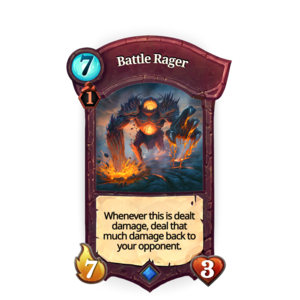 7
Battle Rager
1
Whenever this is dealt
damage, deal that
much damage back to
your opponent.
7
3